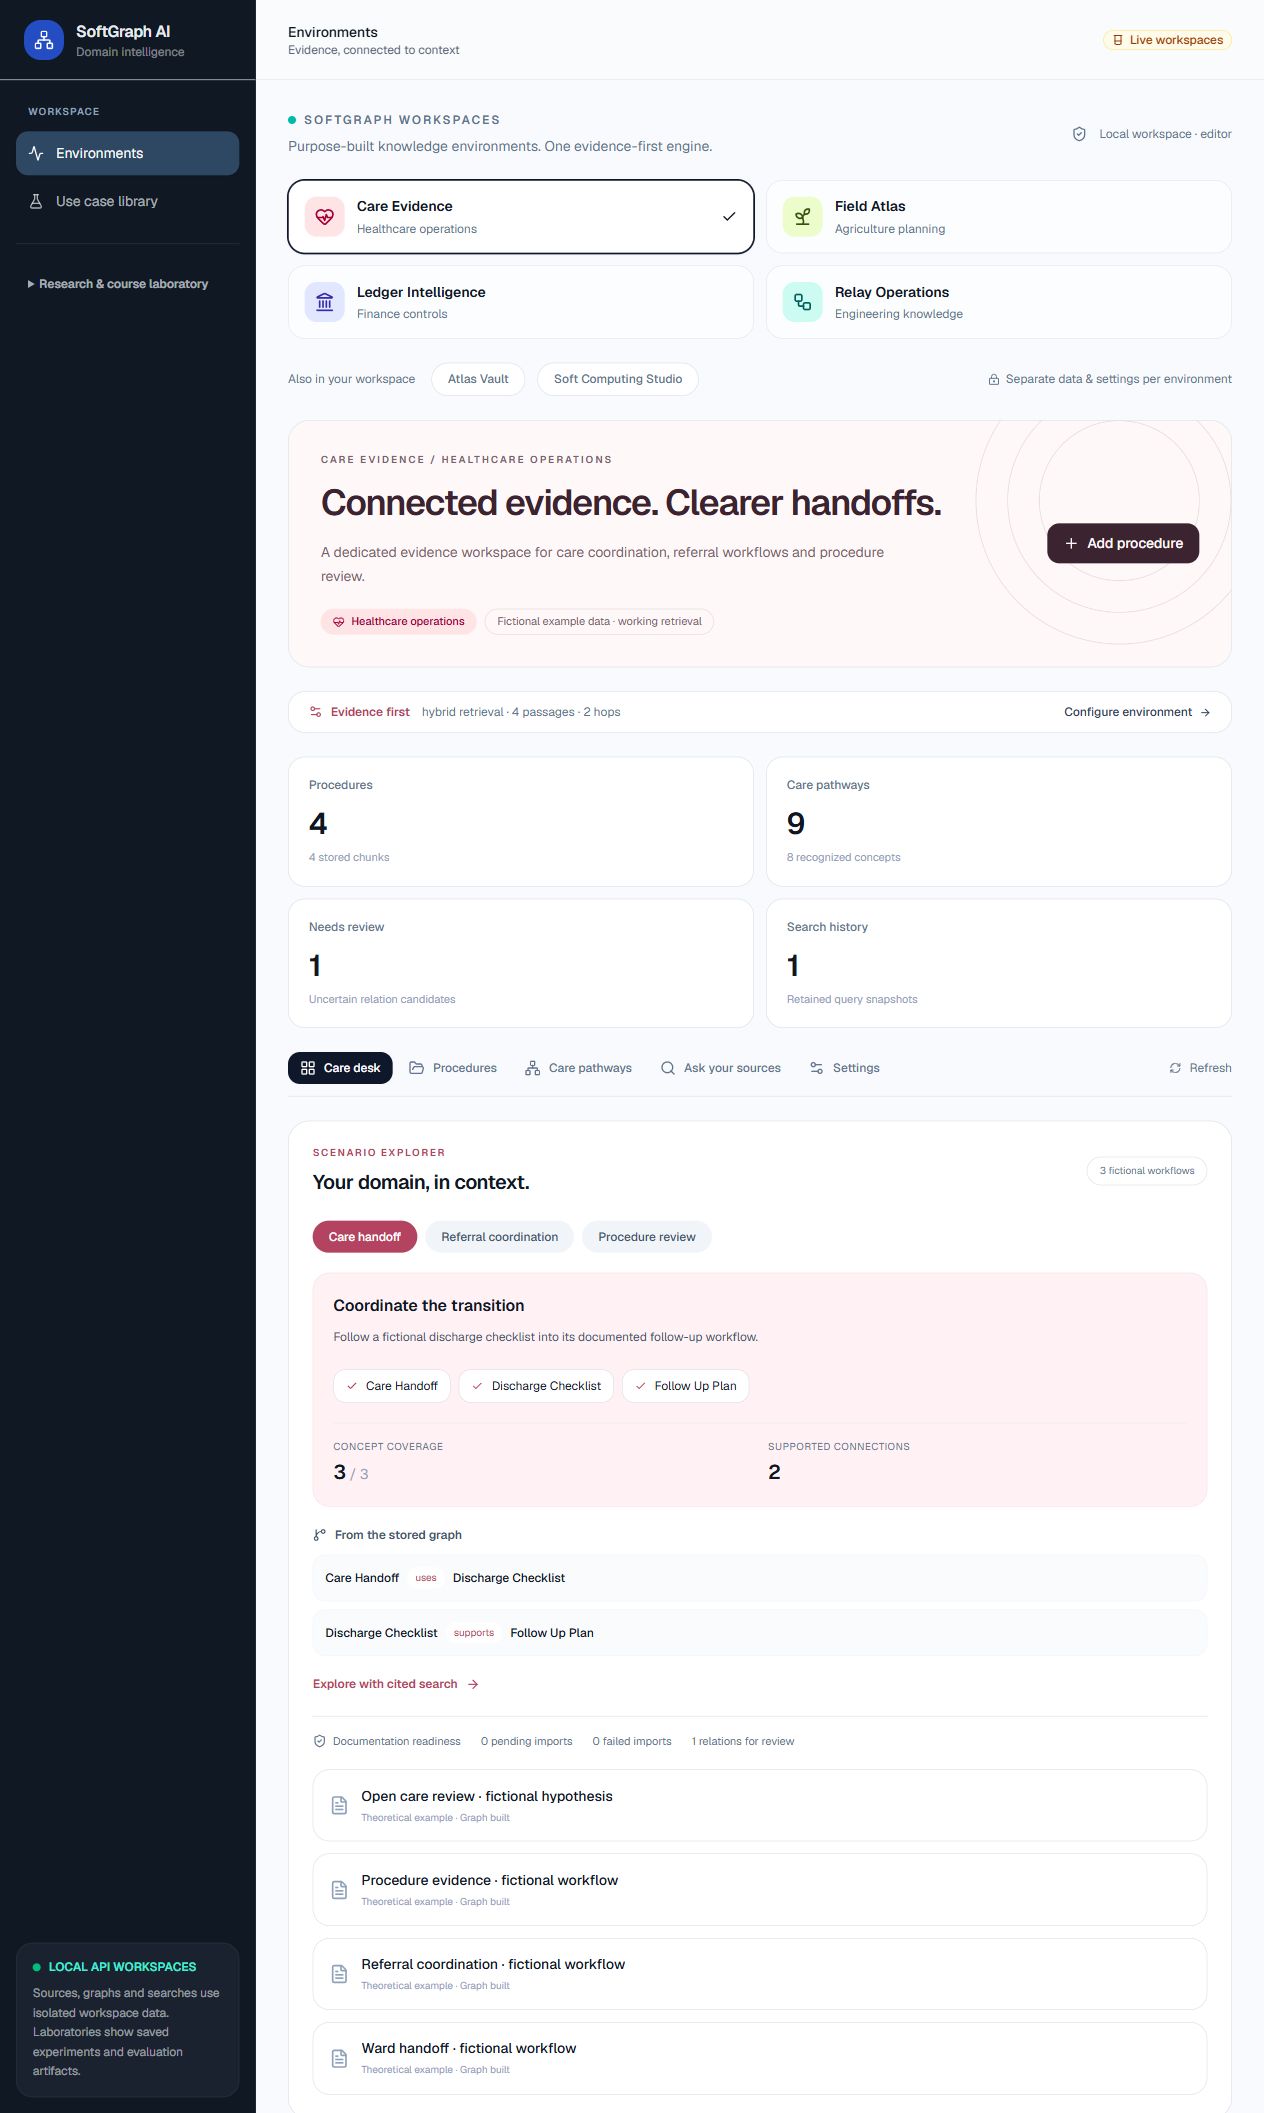 SoftGraph AI
Domain intelligence
WORKSPACE
Environments
Use case library
Research & course laboratory
LOCAL API WORKSPACES
Sources, graphs and searches use
isolated workspace data.
Laboratories show saved
experiments and evaluation
artifacts.
Environments
Evidence, connected to context
Live workspaces
SOFTGRAPH WORKSPACES
Purpose-built knowledge environments. One evidence-first engine.
Local workspace · editor
Care Evidence
Healthcare operations
Field Atlas
Agriculture planning
Ledger Intelligence
Finance controls
Relay Operations
Engineering knowledge
Also in your workspace
Atlas Vault
Soft Computing Studio
Separate data & settings per environment
CARE EVIDENCE / HEALTHCARE OPERATIONS
Connected evidence. Clearer handoffs.
A dedicated evidence workspace for care coordination, referral workflows and procedure
review.
Healthcare operations
Fictional example data · working retrieval
Add procedure
Evidence first
hybrid retrieval · 4 passages · 2 hops
Configure environment
Procedures
4
4 stored chunks
Care pathways
9
8 recognized concepts
Needs review
1
Uncertain relation candidates
Search history
1
Retained query snapshots
Care desk
Procedures
Care pathways
Ask your sources
Settings
Refresh
SCENARIO EXPLORER
Your domain, in context.
3 fictional workflows
Care handoff
Referral coordination
Procedure review
Coordinate the transition
Follow a fictional discharge checklist into its documented follow-up workflow.
Care Handoff
Discharge Checklist
Follow Up Plan
CONCEPT COVERAGE
3 / 3
SUPPORTED CONNECTIONS
2
From the stored graph
Care Handoff uses Discharge Checklist
Discharge Checklist supports Follow Up Plan
Explore with cited search
Documentation readiness
0 pending imports
0 failed imports
1 relations for review
Open care review · fictional hypothesis
Theoretical example · Graph built
Procedure evidence · fictional workflow
Theoretical example · Graph built
Referral coordination · fictional workflow
Theoretical example · Graph built
Ward handoff · fictional workflow
Theoretical example · Graph built